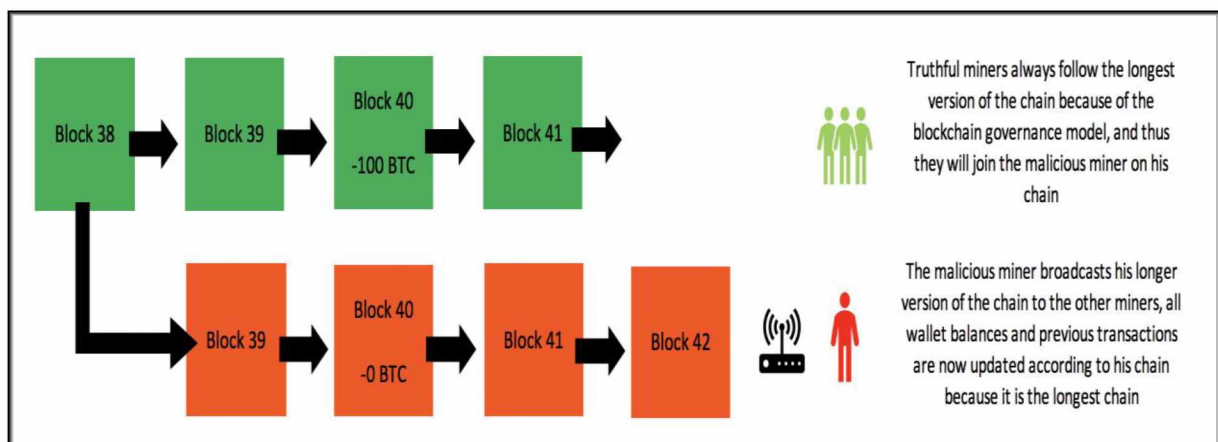 Block 38
Block 39
Block 40
-100 BTC
Block 41
Truthful miners always follow the longest
version of the chain because of the
blockchain governance model, and thus
they will join the malicious miner on his
chain
Block 39
Block 40
-0 BTC
Block 41
Block 42
The malicious miner broadcasts his longer
version of the chain to the other miners, all
wallet balances and previous transactions
are now updated according to his chain
because it is the longest chain